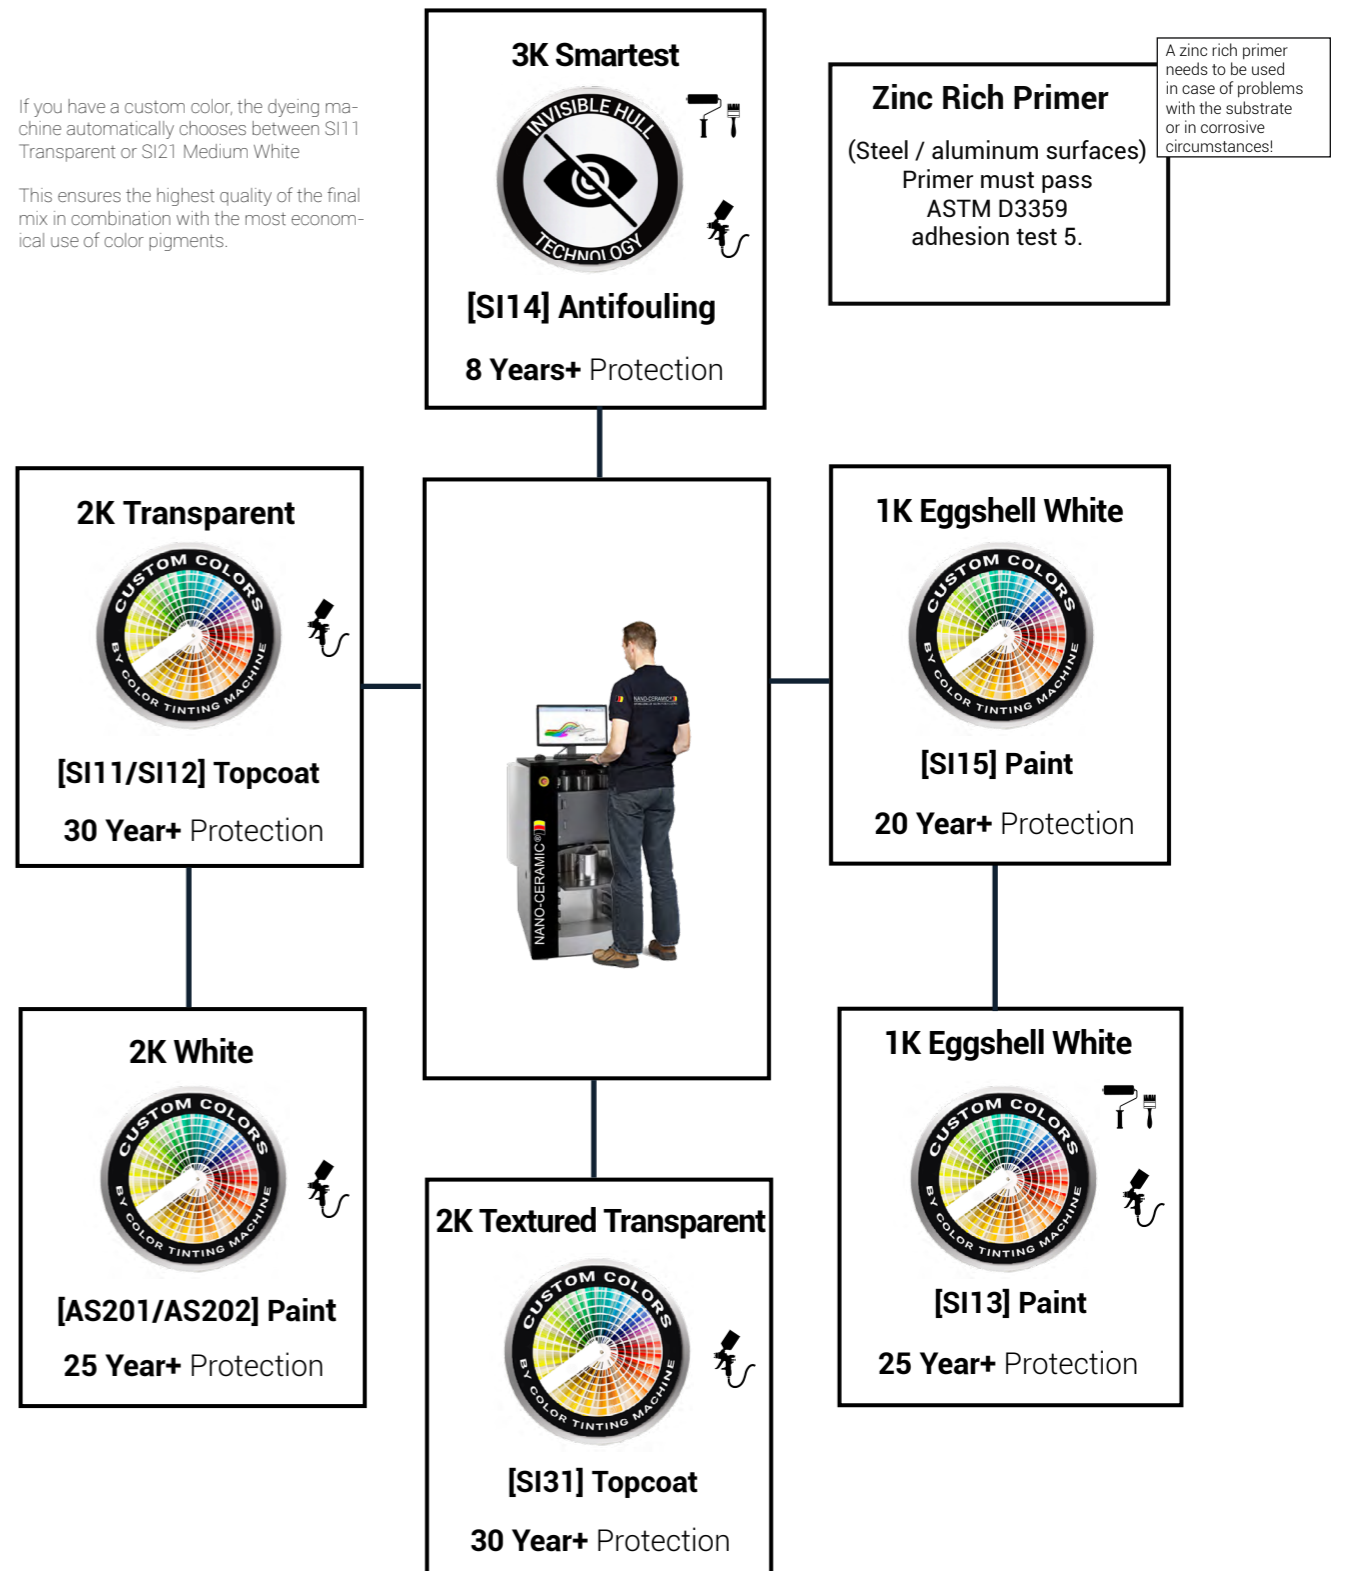 If you have a custom color, the dyeing ma-
chine automatically chooses between SI11
Transparent or SI21 Medium White
This ensures the highest quality of the final
mix in combination with the most econom-
ical use of color pigments.
3K Smartest
INVISIBLE HULL
TECHNOLOGY
[SI14] Antifouling
8 Years+ Protection
Zinc Rich Primer
(Steel / aluminum surfaces)
Primer must pass
ASTM D3359
adhesion test 5.
A zinc rich primer
needs to be used
in case of problems
with the substrate
or in corrosive
circumstances!
2K Transparent
CUSTOM COLORS
BY COLOR TINTING MACHINE
[SI11/SI12] Topcoat
30 Year+ Protection
NANO-CERAMIC®
NANO-CERAMIC®
1K Eggshell White
CUSTOM COLORS
BY COLOR TINTING MACHINE
[SI15] Paint
20 Year+ Protection
2K White
CUSTOM COLORS
BY COLOR TINTING MACHINE
[AS201/AS202] Paint
25 Year+ Protection
2K Textured Transparent
CUSTOM COLORS
BY COLOR TINTING MACHINE
[SI31] Topcoat
30 Year+ Protection
1K Eggshell White
CUSTOM COLORS
BY COLOR TINTING MACHINE
[SI13] Paint
25 Year+ Protection